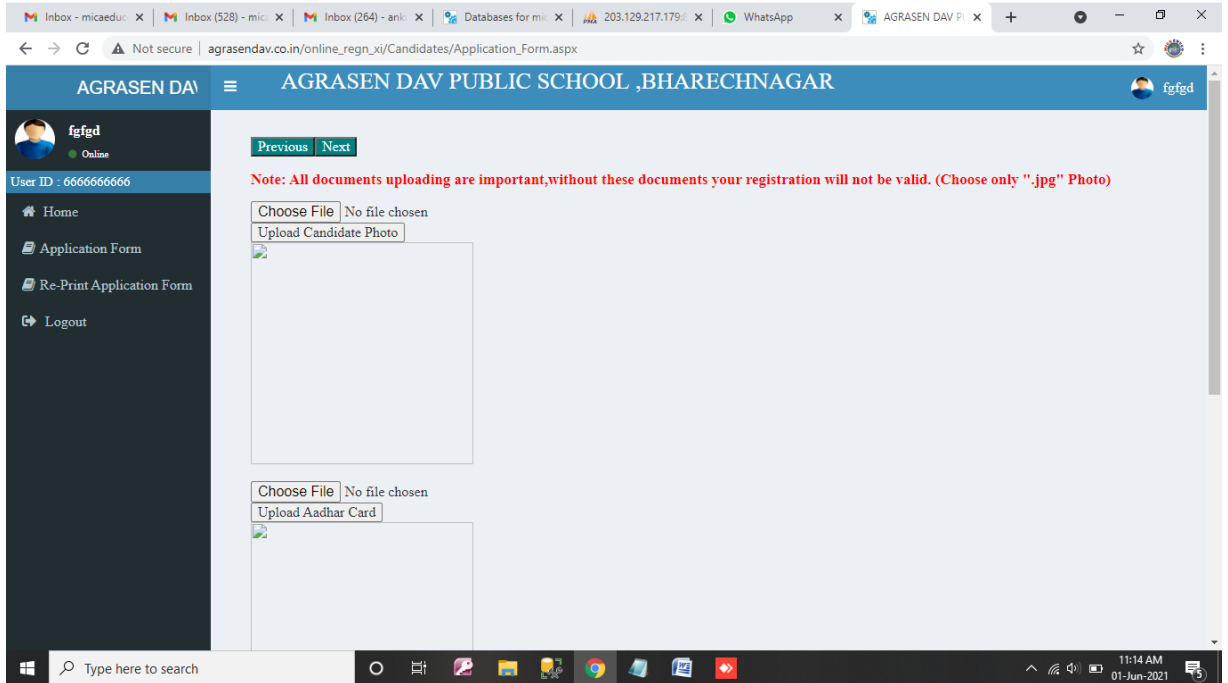 Inbox - micaeduc
Inbox (528) - mica
Inbox (264) - anki
Databases for mic
203.129.217.179:8
WhatsApp
AGRASEN DAV PU
Not secure
agrasendav.co.in/online_regn_xi/Candidates/Application_Form.aspx
AGRASEN DAV
AGRASEN DAV PUBLIC SCHOOL ,BHARECHNAGAR
fgfgd
fgfgd
Online
User ID : 6666666666
Home
Application Form
Re-Print Application Form
Logout
Previous Next
Note: All documents uploading are important,without these documents your registration will not be valid. (Choose only ".jpg" Photo)
Choose File No file chosen
Upload Candidate Photo
Choose File No file chosen
Upload Aadhar Card
Type here to search
11:14 AM
01-Jun-2021
5